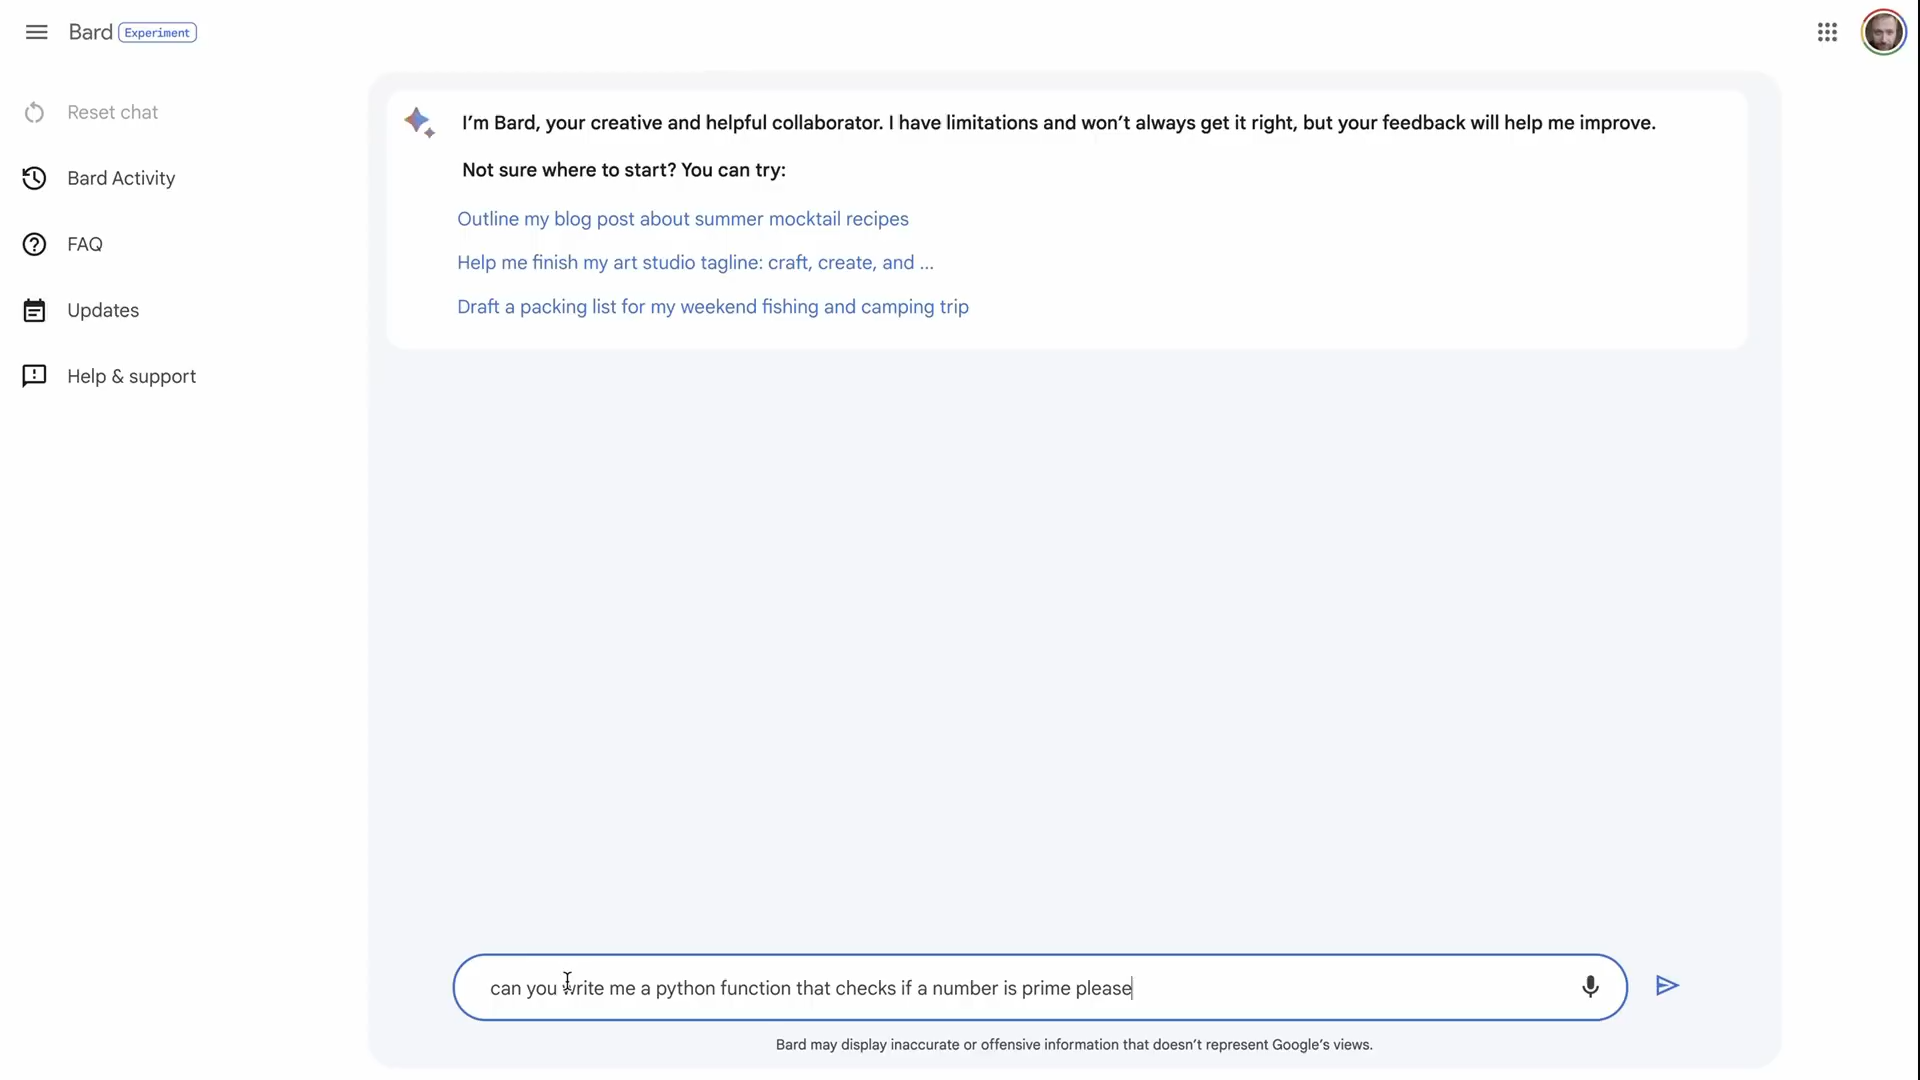 Bard Experiment
Reset chat
Bard Activity
FAQ
Updates
Help & support
I’m Bard, your creative and helpful collaborator. I have limitations and won’t always get it right, but your feedback will help me improve.
Not sure where to start? You can try:
Outline my blog post about summer mocktail recipes
Help me finish my art studio tagline: craft, create, and ...
Draft a packing list for my weekend fishing and camping trip
can you write me a python function that checks if a number is prime please
Bard may display inaccurate or offensive information that doesn’t represent Google’s views.